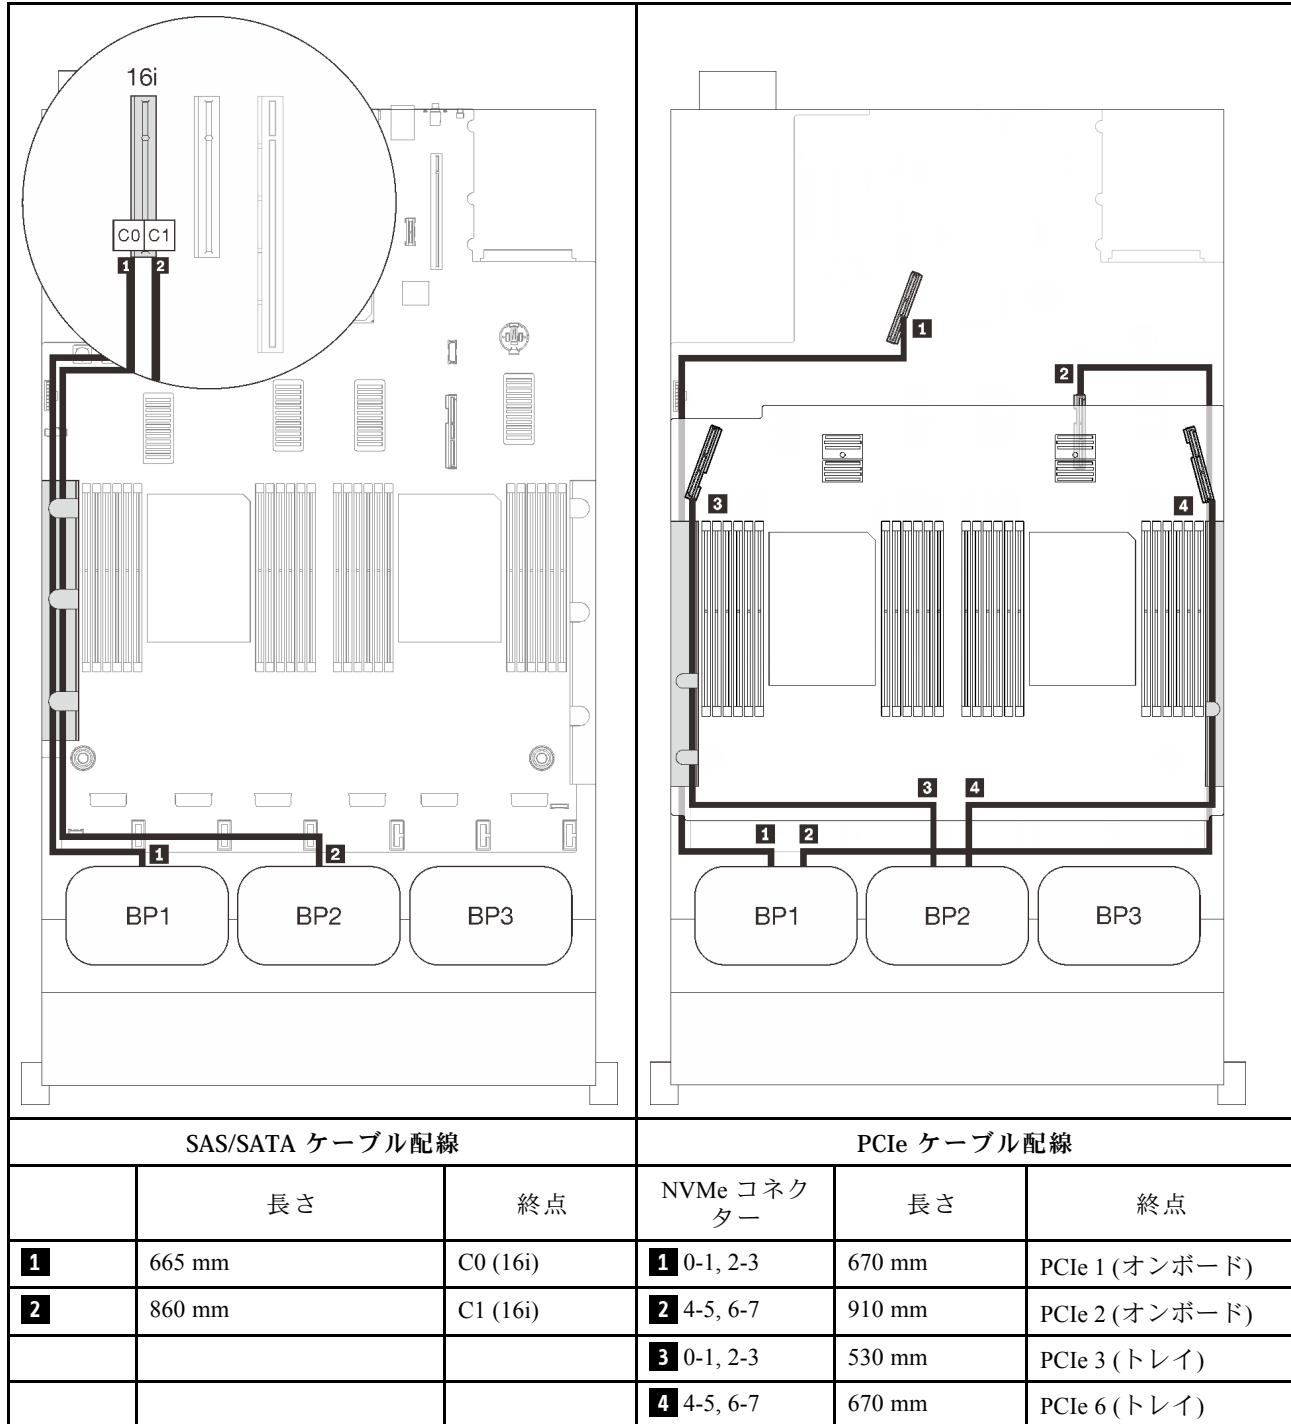 16i
C0 C1
1 2
1 2
BP1 BP2 BP3
1
2
3 4
3 4
1 2
BP1 BP2 BP3
SAS/SATA ケーブル配線 PCIe ケーブル配線
長さ 終点 NVMe コネク
ター 長さ 終点
1 665 mm C0 (16i) 1 0-1, 2-3 670 mm PCIe 1 (オンボード)
2 860 mm C1 (16i) 2 4-5, 6-7 910 mm PCIe 2 (オンボード)
3 0-1, 2-3 530 mm PCIe 3 (トレイ)
4 4-5, 6-7 670 mm PCIe 6 (トレイ)